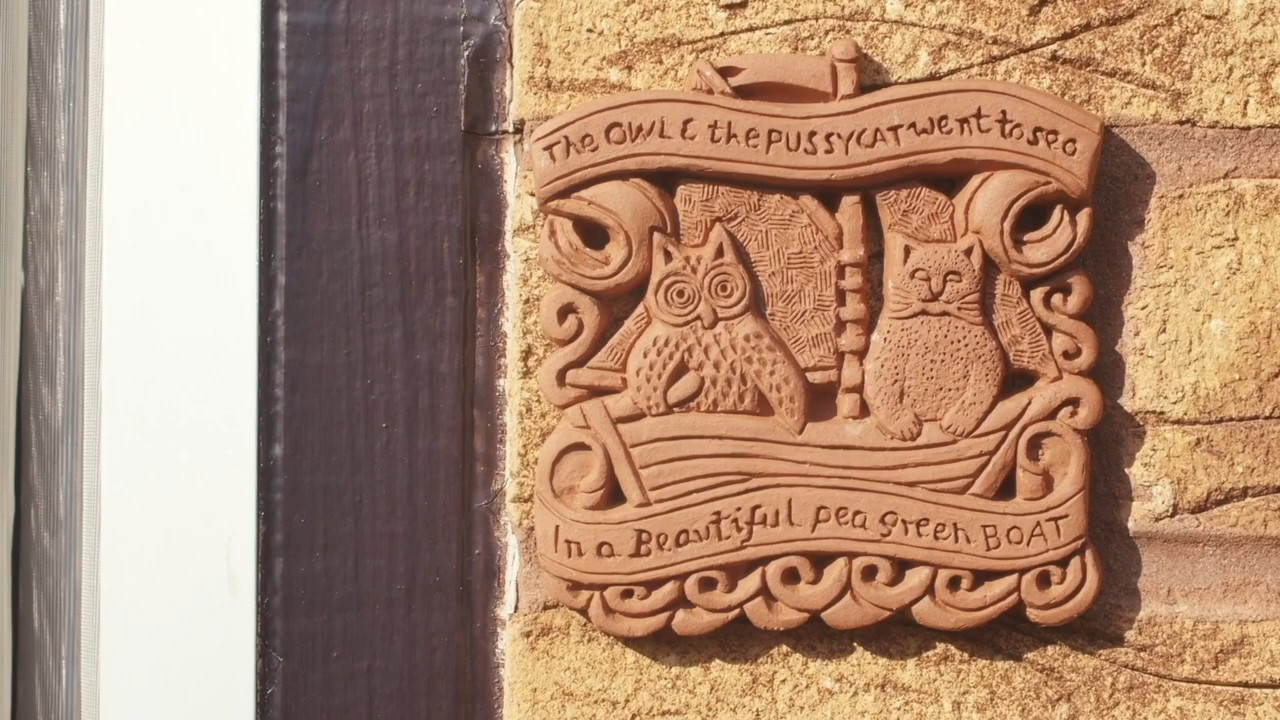 The OWL & the PUSSYCAT went to sea
In a Beautiful pea green BOAT